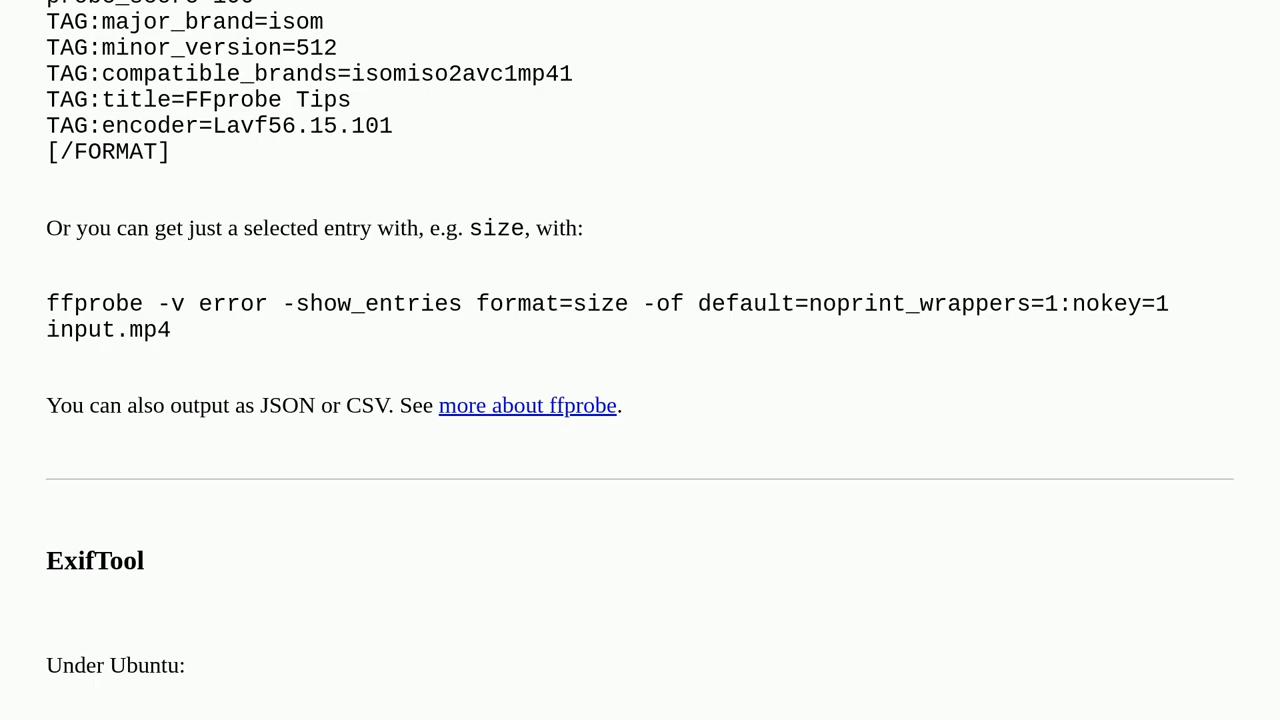 TAG:major_brand=isom
TAG:minor_version=512
TAG:compatible_brands=isomiso2avc1mp41
TAG:title=FFprobe Tips
TAG:encoder=Lavf56.15.101
[/FORMAT]
Or you can get just a selected entry with, e.g. size, with:
ffprobe -v error -show_entries format=size -of default=noprint_wrappers=1:nokey=1
input.mp4
You can also output as JSON or CSV. See more about ffprobe.
ExifTool
Under Ubuntu: